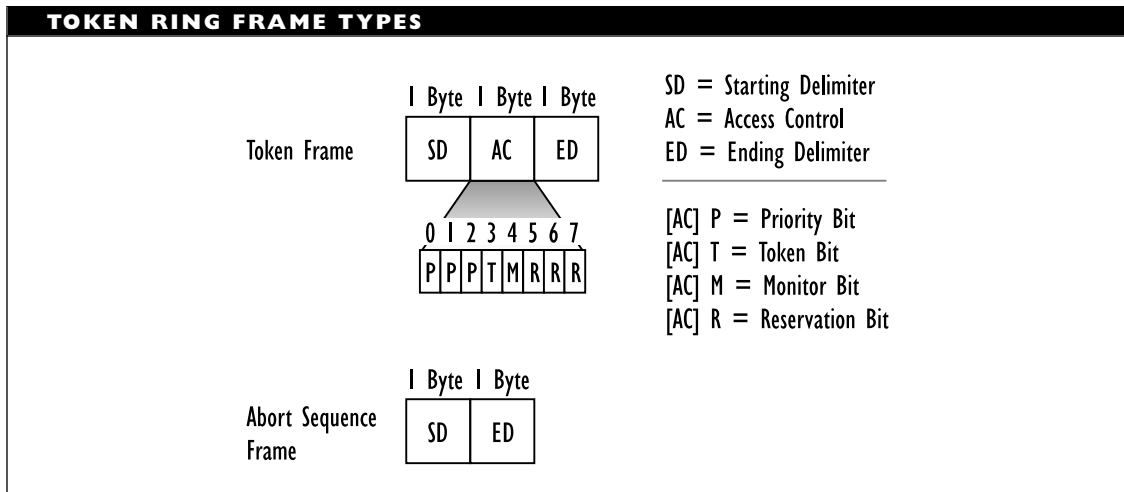 TOKEN RING FRAME TYPES
1 Byte 1 Byte 1 Byte
Token Frame
SD AC ED
0 1 2 3 4 5 6 7
P P P T M R R R
SD = Starting Delimiter
AC = Access Control
ED = Ending Delimiter
[AC] P = Priority Bit
[AC] T = Token Bit
[AC] M = Monitor Bit
[AC] R = Reservation Bit
1 Byte 1 Byte
Abort Sequence
Frame
SD ED